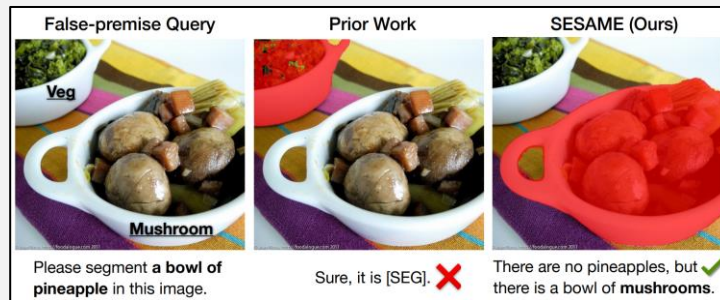 False-premise Query
Prior Work
SESAME (Ours)
Veg
Mushroom
Please segment a bowl of
pineapple in this image.
Sure, it is [SEG].
There are no pineapples, but
there is a bowl of mushrooms.